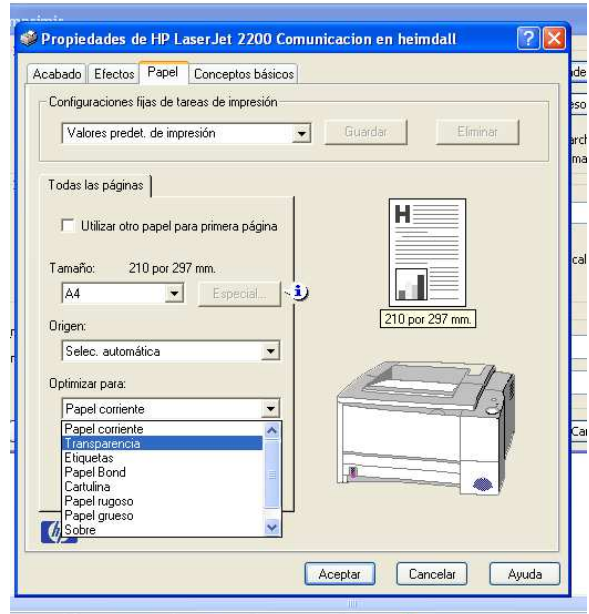 Propiedades de HP LaserJet 2200 Comunicacion en heimdall
Acabado Efectos Papel Conceptos básicos
Configuraciones fijas de tareas de impresión
Valores predet. de impresión Guardar Eliminar
Todas las páginas
Utilizar otro papel para primera página
Tamaño: 210 por 297 mm.
A4 Especial...
H
210 por 297 mm.
Origen:
Selec. automática
Optimizar para:
Papel corriente
Papel corriente
Transparencia
Etiquetas
Papel Bond
Cartulina
Papel rugoso
Papel grueso
Sobre
hp
Aceptar Cancelar Ayuda